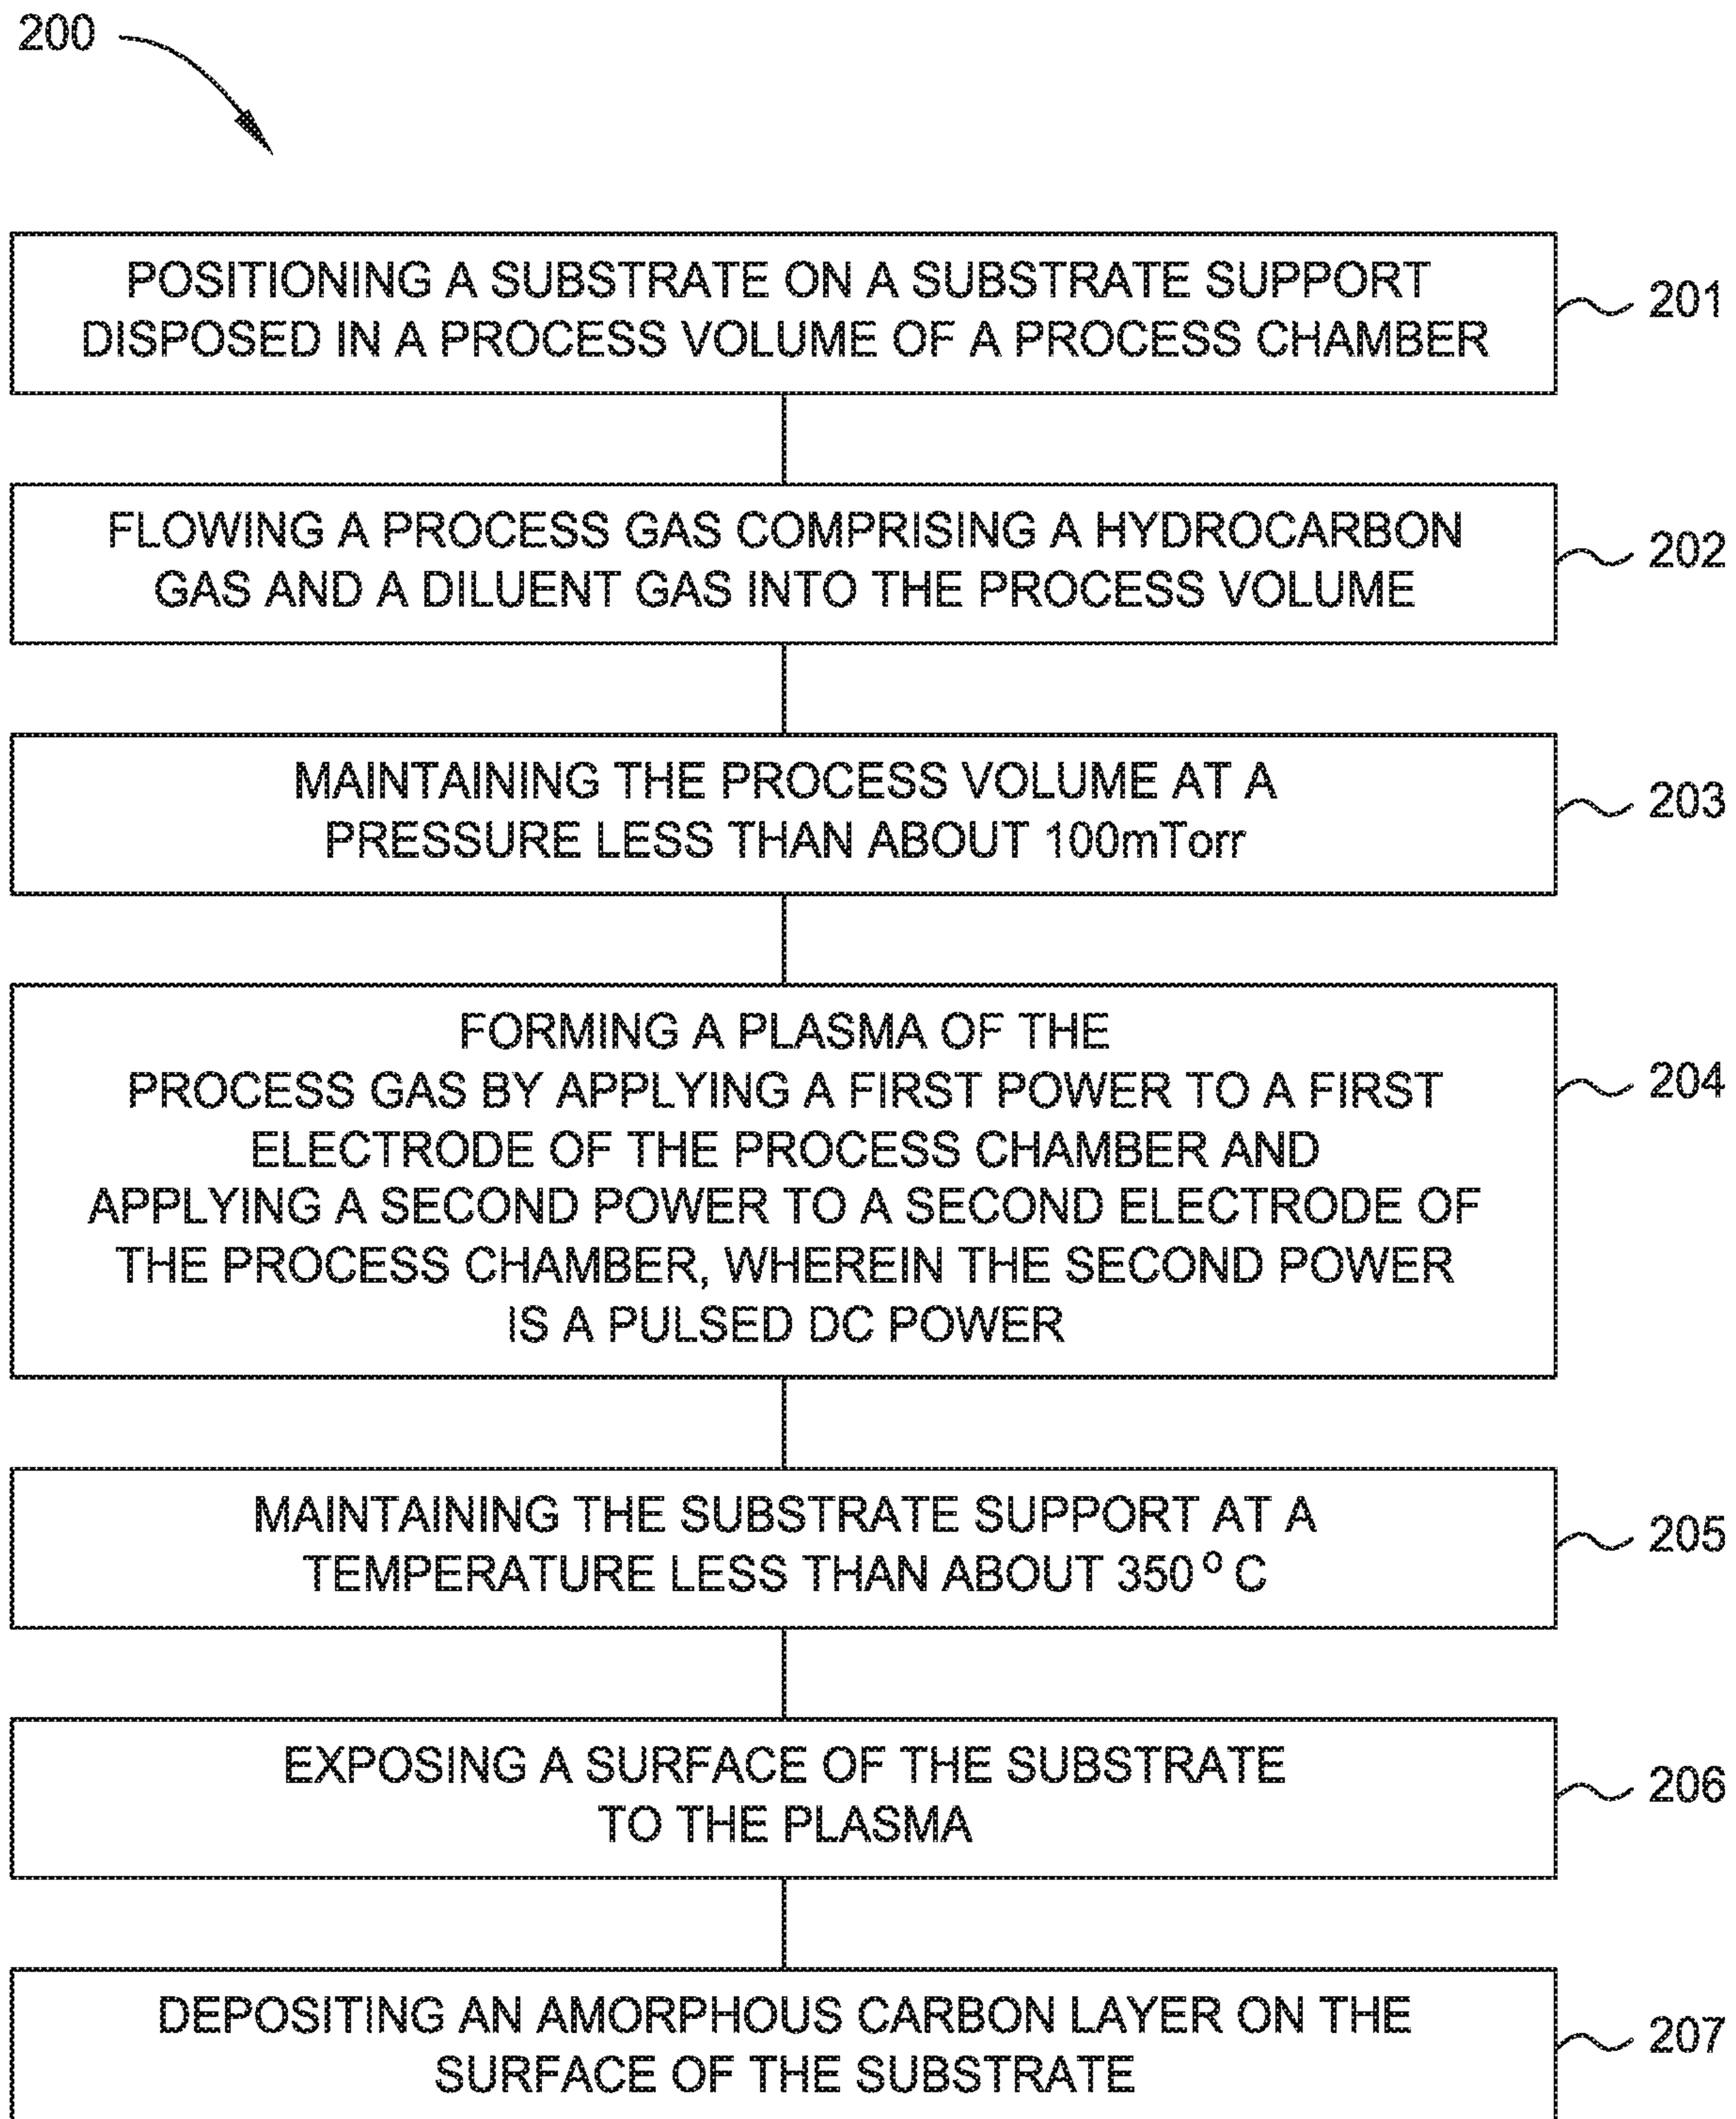 200
POSITIONING A SUBSTRATE ON A SUBSTRATE SUPPORT
DISPOSED IN A PROCESS VOLUME OF A PROCESS CHAMBER
201
FLOWING A PROCESS GAS COMPRISING A HYDROCARBON
GAS AND A DILUENT GAS INTO THE PROCESS VOLUME
202
MAINTAINING THE PROCESS VOLUME AT A
PRESSURE LESS THAN ABOUT 100mTorr
203
FORMING A PLASMA OF THE
PROCESS GAS BY APPLYING A FIRST POWER TO A FIRST
ELECTRODE OF THE PROCESS CHAMBER AND
APPLYING A SECOND POWER TO A SECOND ELECTRODE OF
THE PROCESS CHAMBER, WHEREIN THE SECOND POWER
IS A PULSED DC POWER
204
MAINTAINING THE SUBSTRATE SUPPORT AT A
TEMPERATURE LESS THAN ABOUT 350° C
205
EXPOSING A SURFACE OF THE SUBSTRATE
TO THE PLASMA
206
DEPOSITING AN AMORPHOUS CARBON LAYER ON THE
SURFACE OF THE SUBSTRATE
207